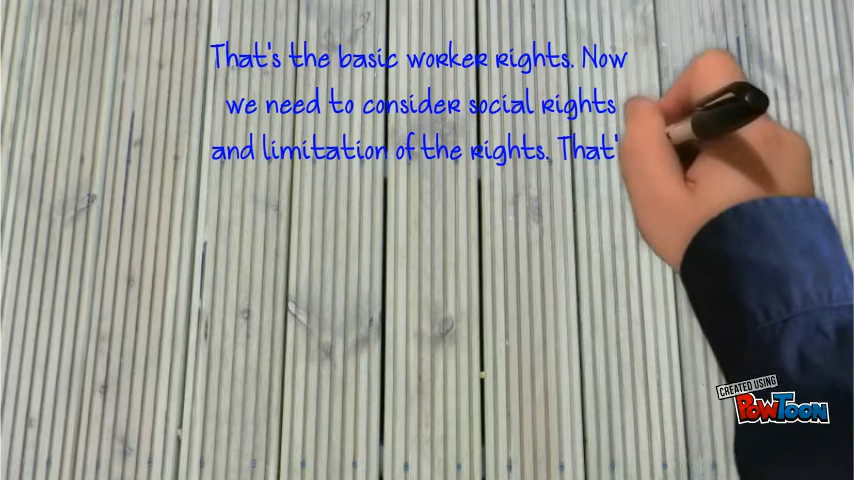 That's the basic worker rights. Now
we need to consider social rights
and limitation of the rights. That'
CREATED USING
POWTOON